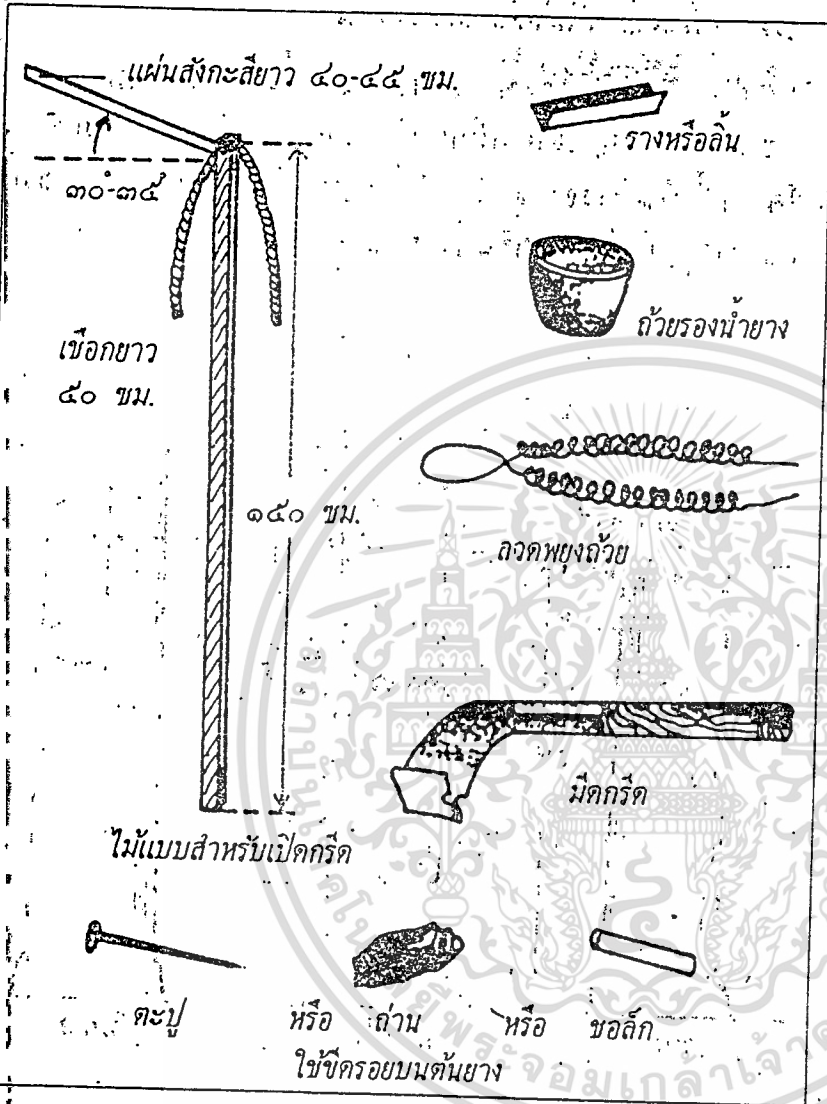 แผ่นสังกะสียาว ๔๐-๔๕ ซม.
รางหรือลิ้น
๓๐°-๓๕
ถ้วยรองน้ำยาง
เชือกยาว
๕๐ ซม.
๑๕๐ ซม.
ลวดพยุงถ้วย
มีดกรีด
ไม้แบบสำหรับเปิดกรีด
ตะปู หรือ ถ่าน หรือ ชอล็ก
ใช้ขีดรอยบนต้นยาง